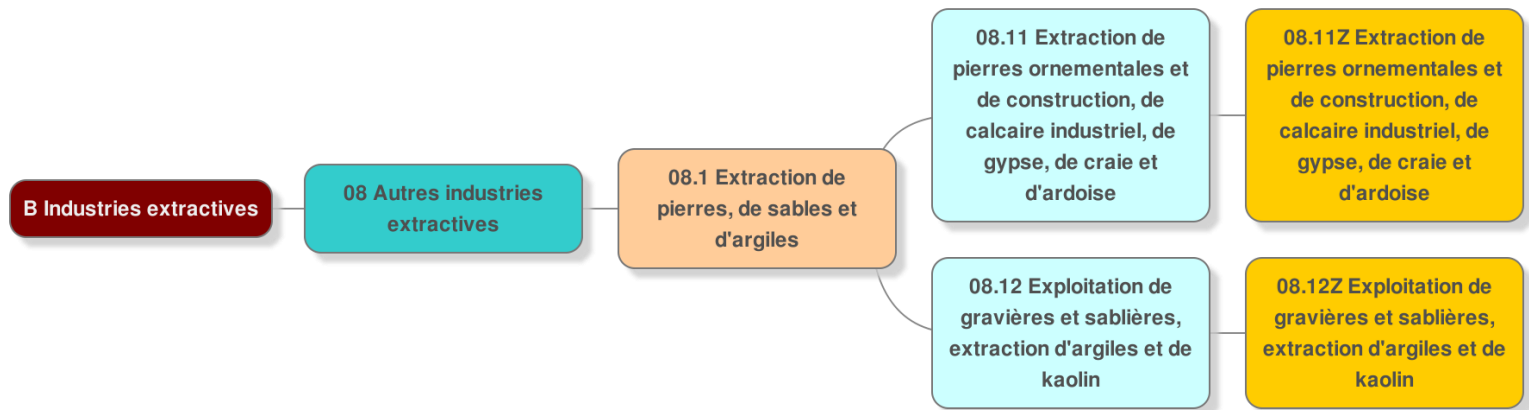 B Industries extractives
08 Autres industries
extractives
08.1 Extraction de
pierres, de sables et
d'argiles
08.11 Extraction de
pierres ornementales et
de construction, de
calcaire industriel, de
gypse, de craie et
d'ardoise
08.11Z Extraction de
pierres ornementales et
de construction, de
calcaire industriel, de
gypse, de craie et
d'ardoise
08.12 Exploitation de
gravières et sablières,
extraction d'argiles et de
kaolin
08.12Z Exploitation de
gravières et sablières,
extraction d'argiles et de
kaolin